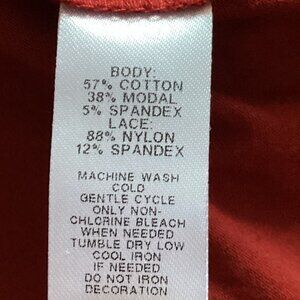 BODY:
57% COTTON
38% MODAL
5% SPANDEX
LACE:
88% NYLON
12% SPANDEX
MACHINE WASH
COLD
GENTLE CYCLE
ONLY NON-
CHLORINE BLEACH
WHEN NEEDED
TUMBLE DRY LOW
COOL IRON
IF NEEDED
DO NOT IRON
DECORATION